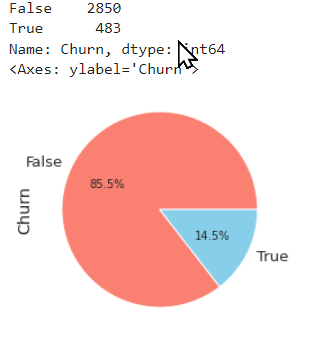 False    2850
True      483
Name: Churn, dtype: int64
<Axes: ylabel='Churn'>
False
85.5%
Churn
14.5%
True